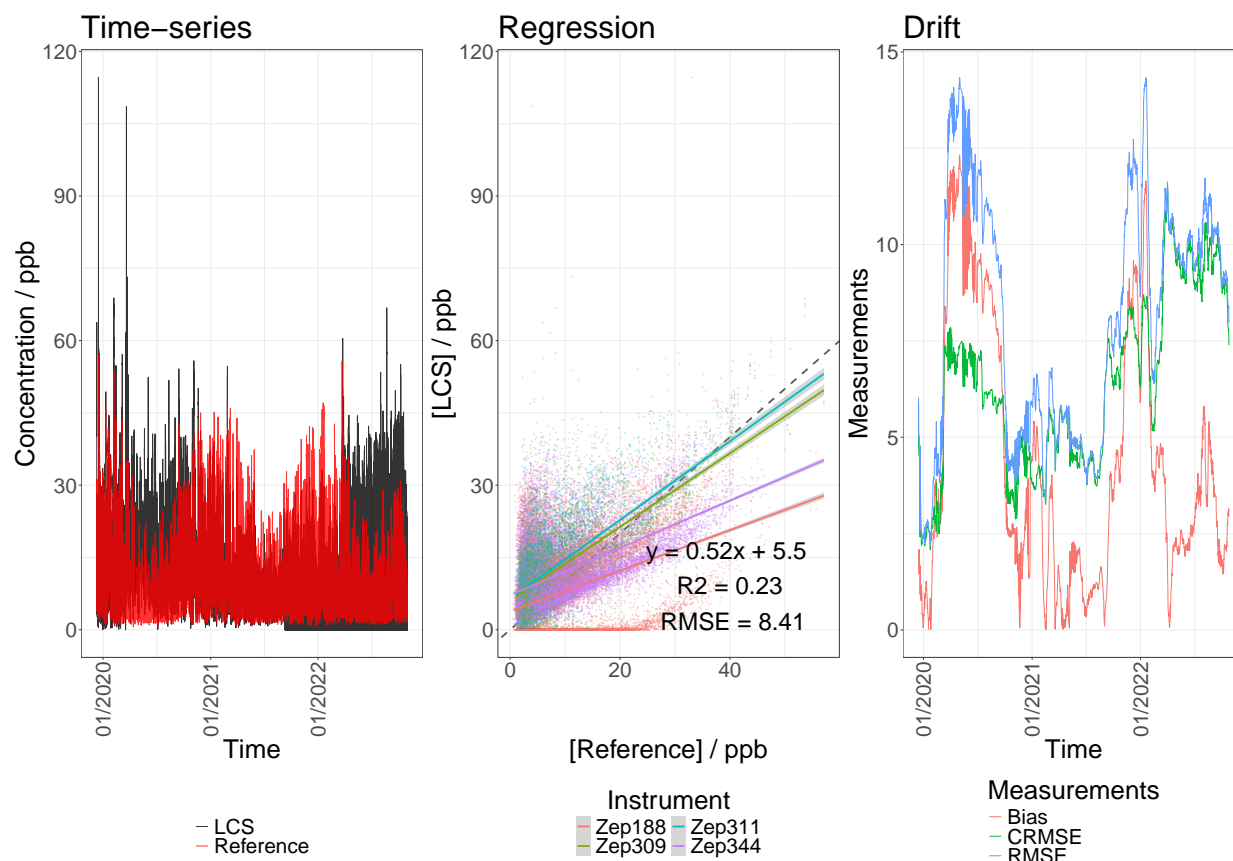 Time−series
Regression
Drift
120
90
60
30
0
Concentration / ppb
01/2020
01/2021
01/2022
Time
LCS
Reference
120
90
60
30
0
[LCS] / ppb
y = 0.52x + 5.5
R2 = 0.23
RMSE = 8.41
0
20
40
[Reference] / ppb
Instrument
Zep188
Zep311
Zep309
Zep344
15
10
5
0
Measurements
01/2020
01/2021
01/2022
Time
Measurements
Bias
CRMSE
RMSE